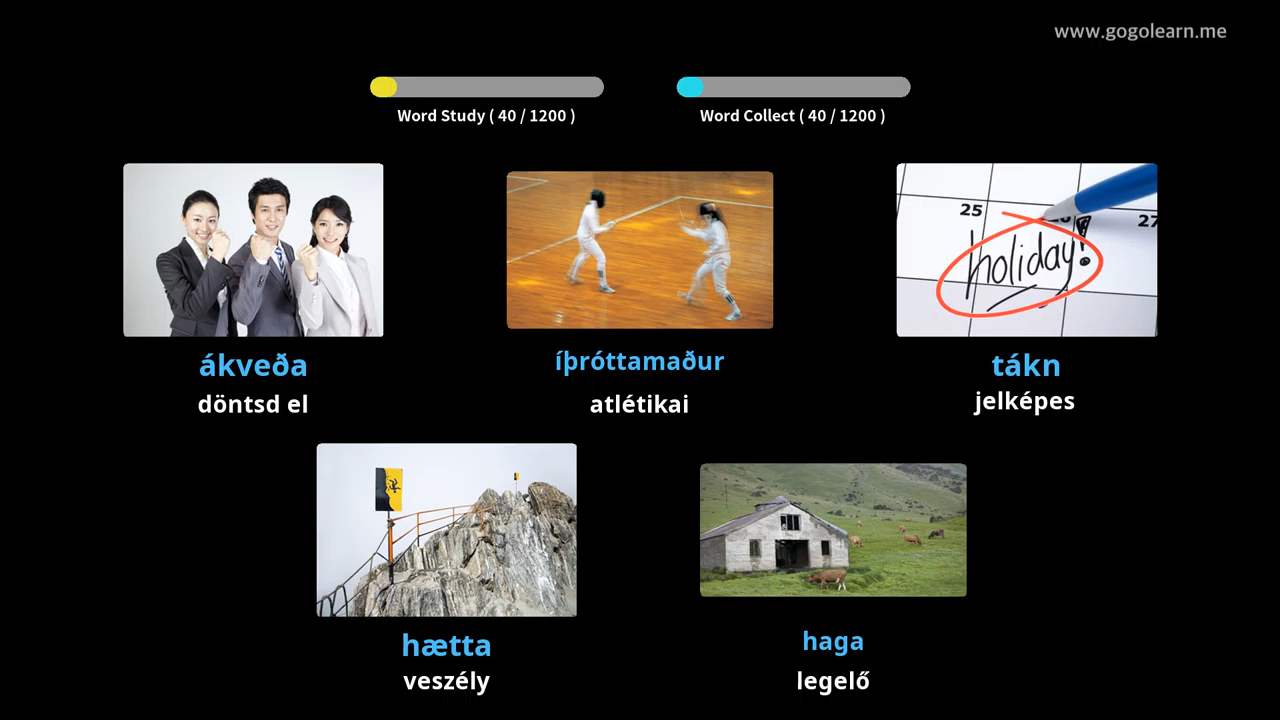 www.gogolearn.me
Word Study ( 40 / 1200 )
Word Collect ( 40 / 1200 )
25
27
holiday!
ákveða
döntsd el
íþróttamaður
atlétikai
tákn
jelképes
hætta
veszély
haga
legelő